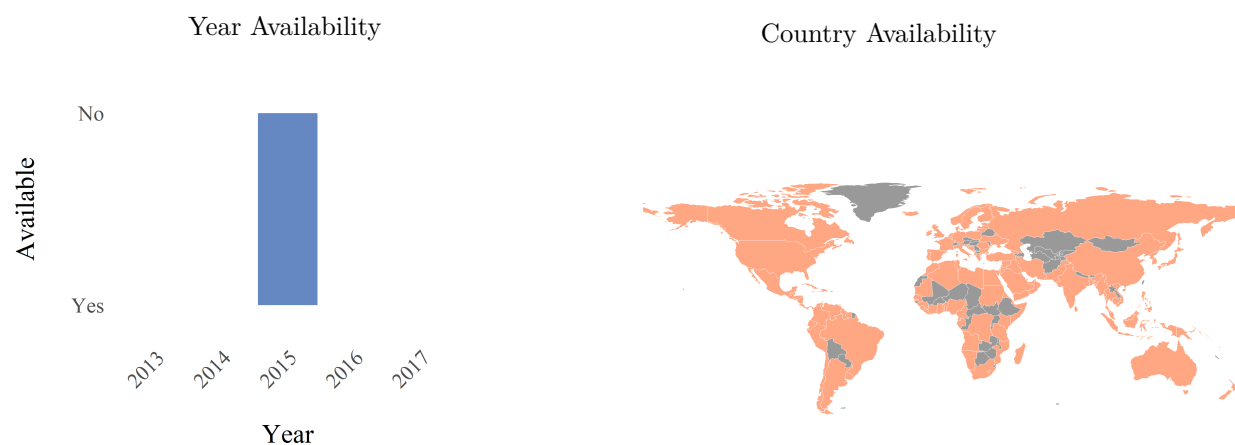 Year Availability
Available
No
Yes
2013
2014
2015
2016
2017
Year
Country Availability